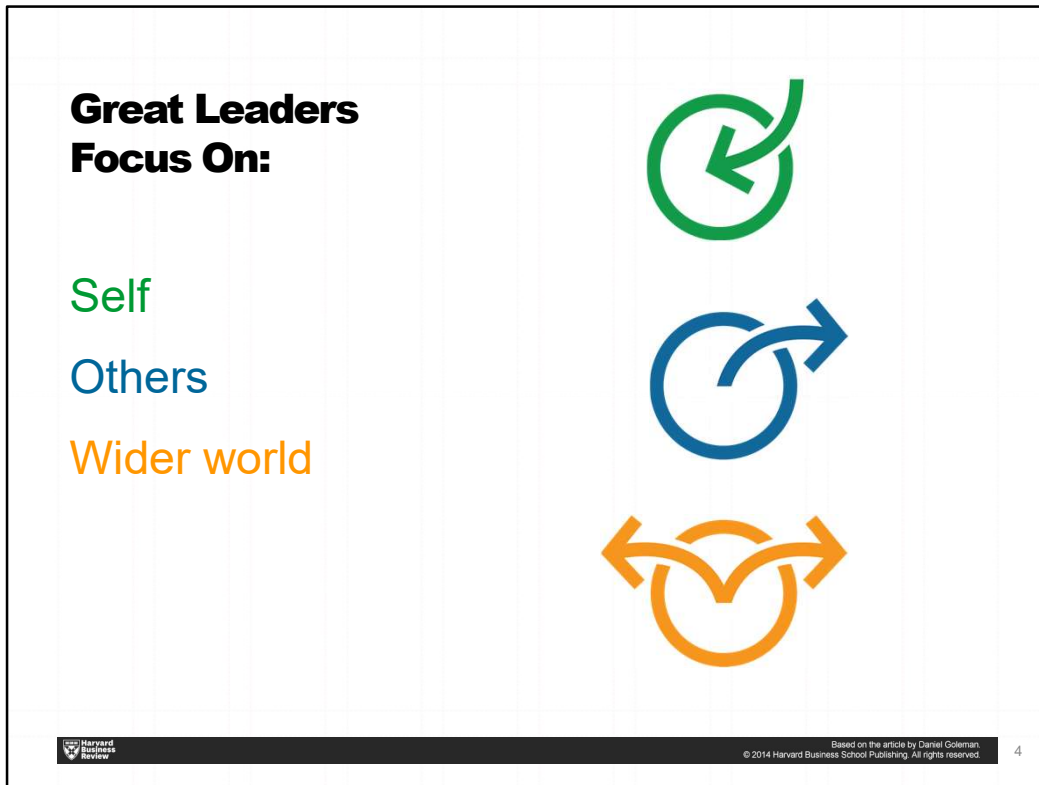 Great Leaders
Focus On:
Self
Others
Wider world
Harvard
Business
Review
Based on the article by Daniel Goleman.
© 2014 Harvard Business School Publishing. All rights reserved.
4